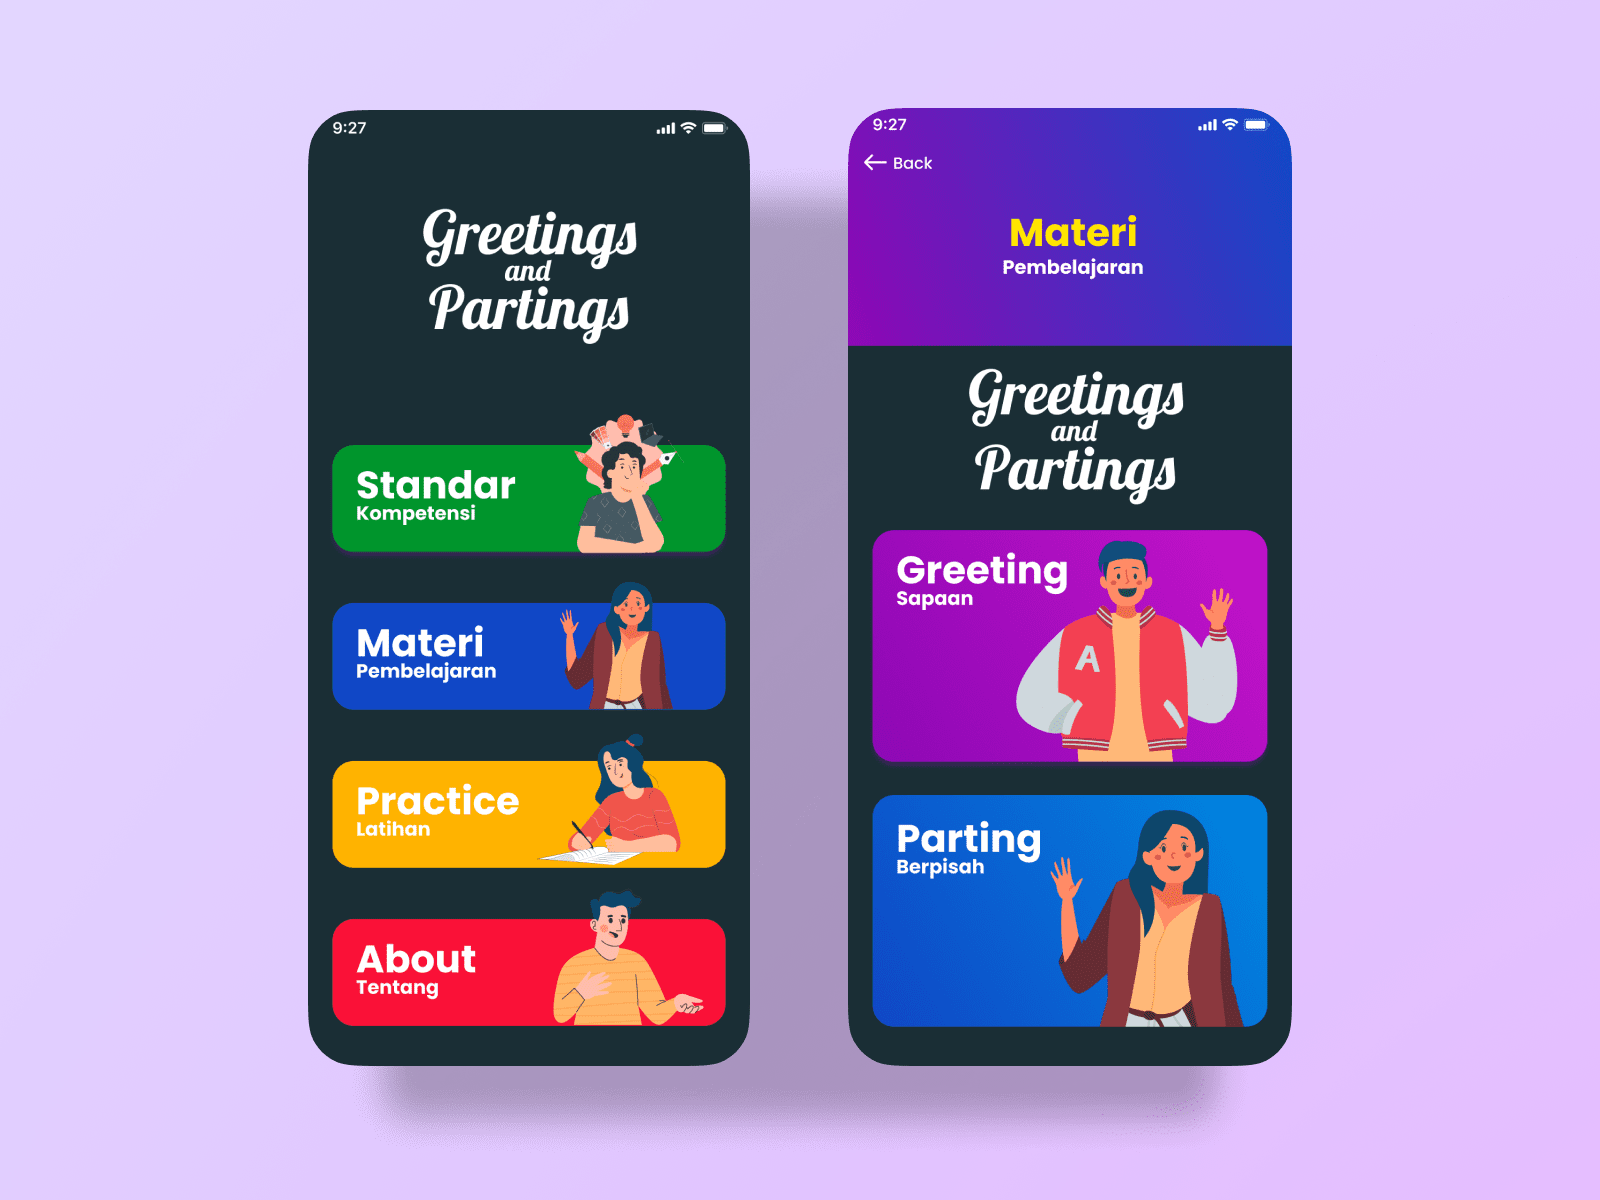 9:27
Greetings
and
Partings
Standar
Kompetensi
Materi
Pembelajaran
Practice
Latihan
About
Tentang
9:27
Back
Materi
Pembelajaran
Greetings
and
Partings
Greeting
Sapaan
A
Parting
Berpisah